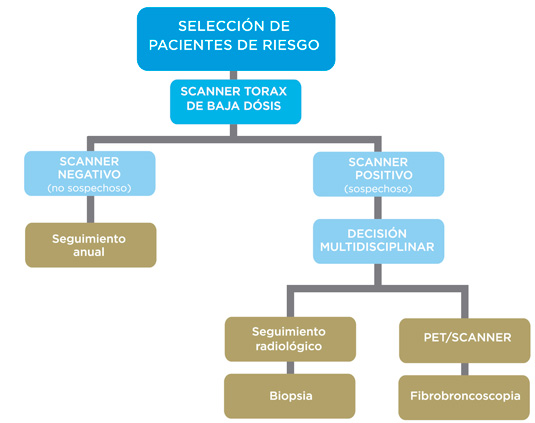 SELECCIÓN DE
PACIENTES DE RIESGO
SCANNER TORAX
DE BAJA DÓSIS
SCANNER
NEGATIVO
(no sospechoso)
SCANNER
POSITIVO
(sospechoso)
Seguimiento
anual
DECISIÓN
MULTIDISCIPLINAR
Seguimiento
radiológico
PET/SCANNER
Biopsia
Fibrobroncoscopia